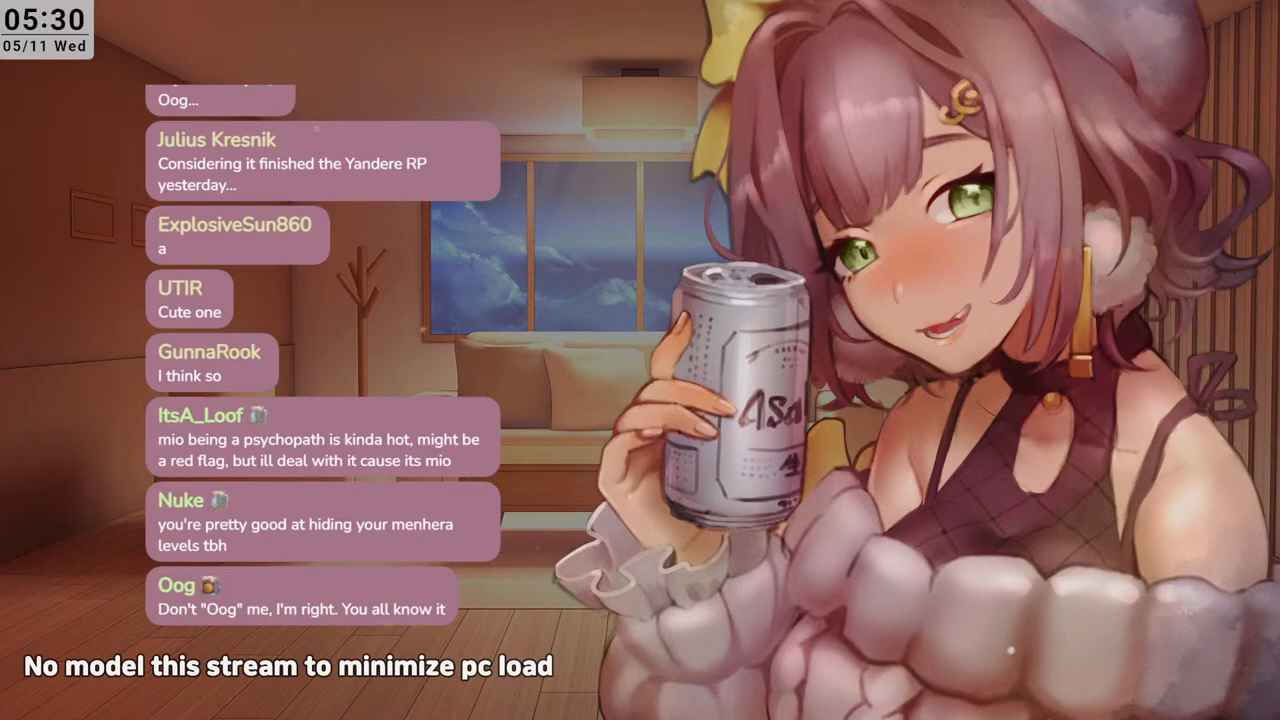 05:30
05/11 Wed
Oog...
Julius Kresnik
Considering it finished the Yandere RP
yesterday...
ExplosiveSun860
a
UTIR
Cute one
GunnaRook
I think so
ItsA_Loof
mio being a psychopath is kinda hot, might be
a red flag, but ill deal with it cause its mio
Nuke
you're pretty good at hiding your menhera
levels tbh
Oog
Don't "Oog" me, I'm right. You all know it
No model this stream to minimize pc load